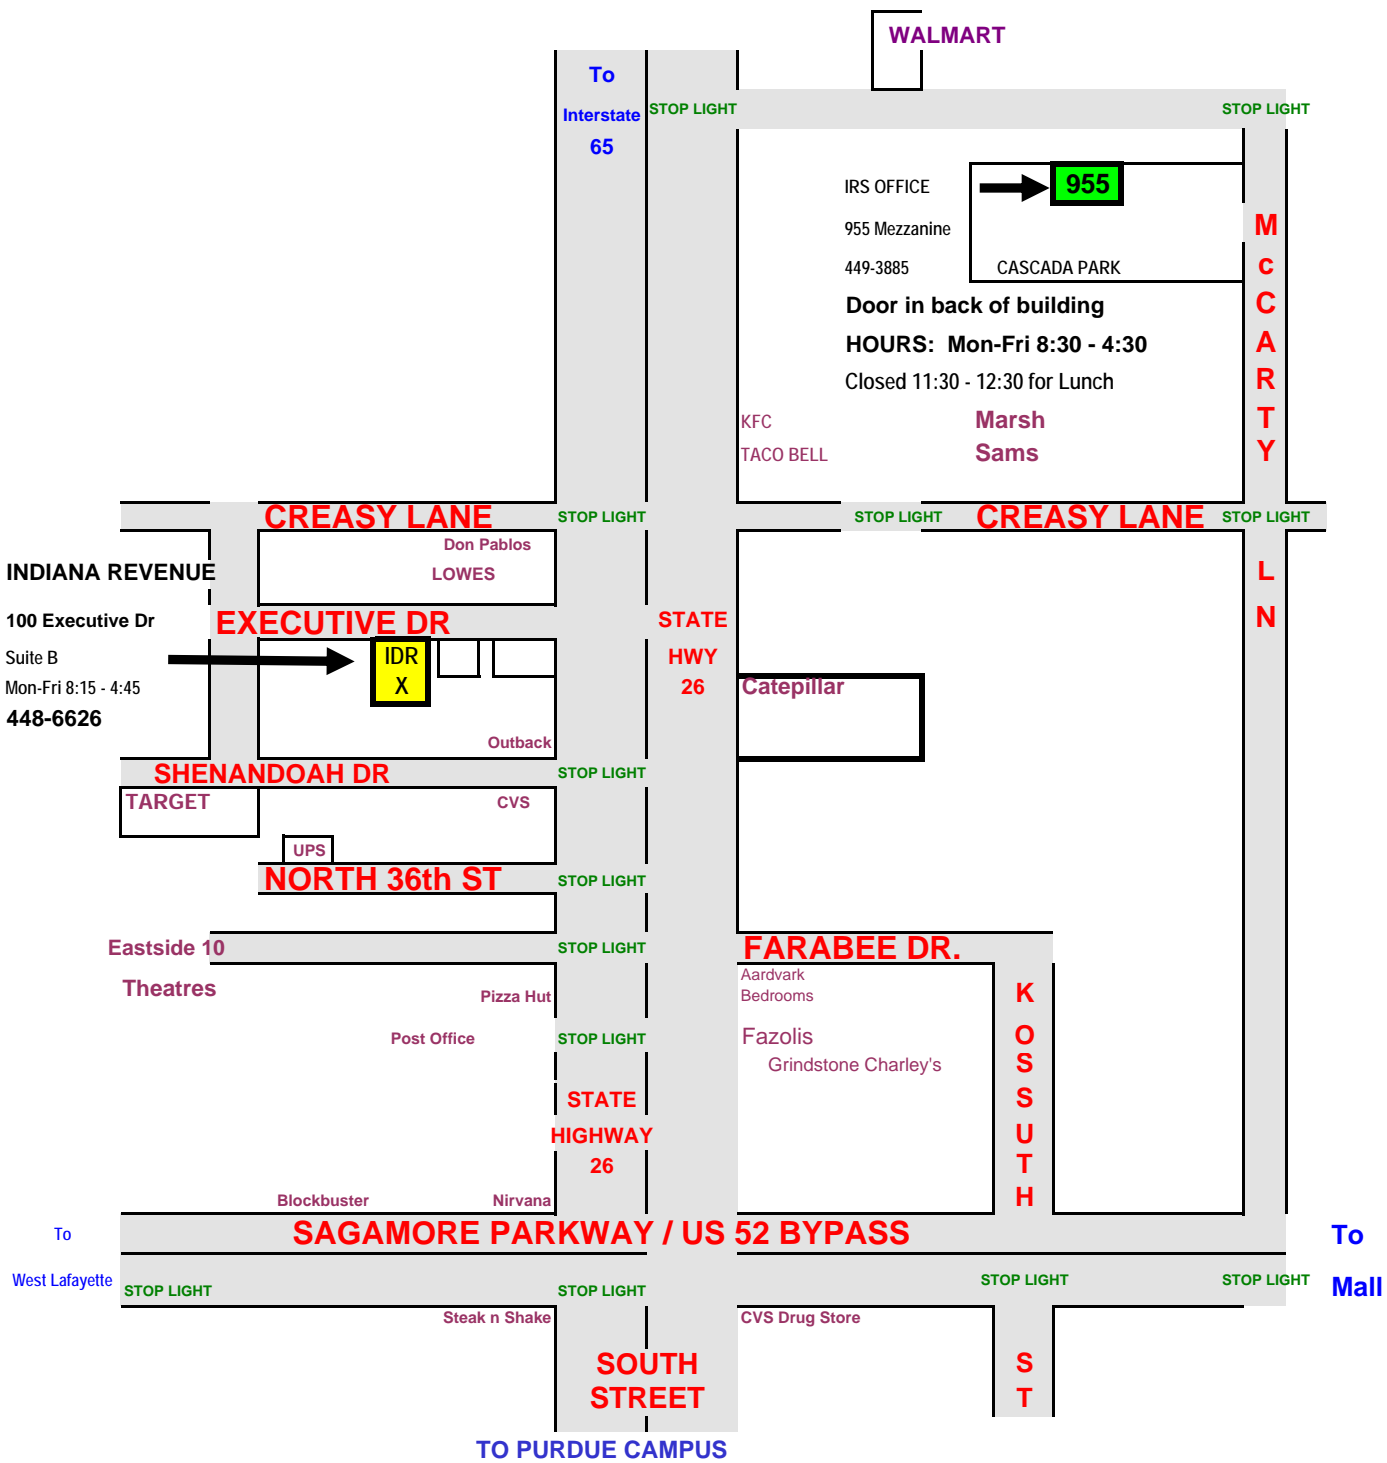 WALMART
To
Interstate
65
STOP LIGHT
STOP LIGHT
IRS OFFICE
955
955 Mezzanine
449-3885
CASCADA PARK
Door in back of building
HOURS: Mon-Fri 8:30 - 4:30
Closed 11:30 - 12:30 for Lunch
McCARTY LN
KFC
Marsh
TACO BELL
Sams
CREASY LANE
STOP LIGHT
STOP LIGHT
CREASY LANE
STOP LIGHT
Don Pablos
LOWES
INDIANA REVENUE
100 Executive Dr
Suite B
Mon-Fri 8:15 - 4:45
448-6626
EXECUTIVE DR
IDR
X
STATE
HWY
26
Catepillar
Outback
SHENANDOAH DR
STOP LIGHT
TARGET
CVS
UPS
NORTH 36th ST
STOP LIGHT
Eastside 10
Theatres
STOP LIGHT
FARABEE DR.
Aardvark
Bedrooms
Pizza Hut
Post Office
STOP LIGHT
Fazolis
Grindstone Charley's
KOSSUTH
STATE
HIGHWAY
26
Blockbuster
Nirvana
To
West Lafayette
SAGAMORE PARKWAY / US 52 BYPASS
To
Mall
STOP LIGHT
STOP LIGHT
STOP LIGHT
STOP LIGHT
Steak n Shake
CVS Drug Store
SOUTH
STREET
ST
TO PURDUE CAMPUS